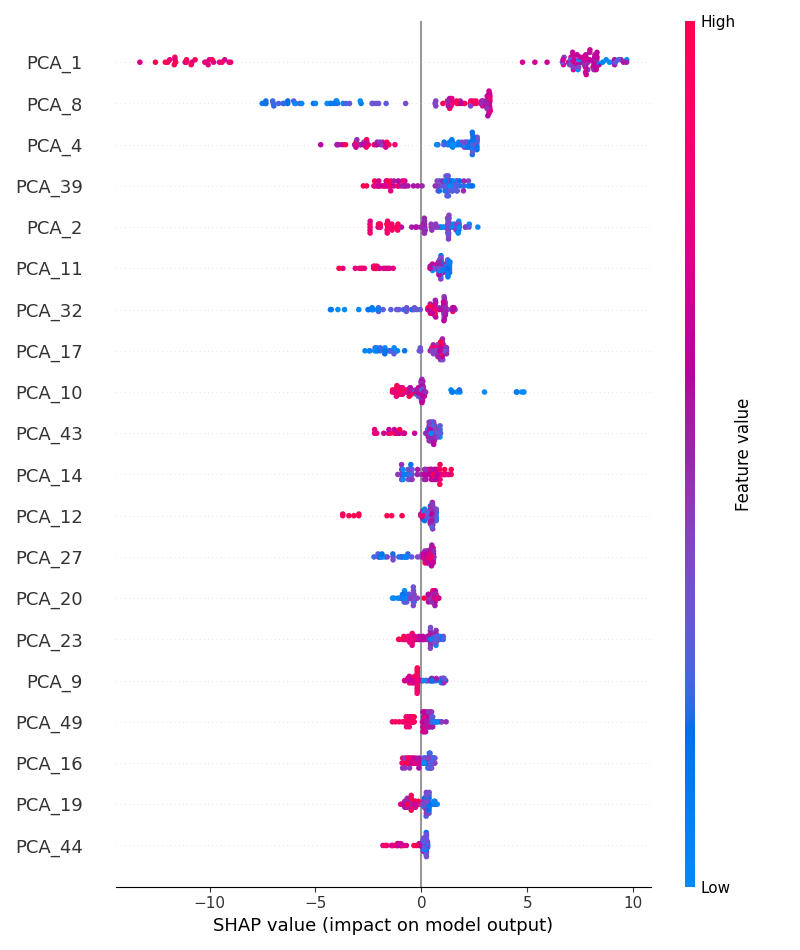 High
PCA_1
PCA_8
PCA_4
PCA_39
PCA_2
PCA_11
PCA_32
PCA_17
PCA_10
PCA_43
PCA_14
PCA_12
PCA_27
PCA_20
PCA_23
PCA_9
PCA_49
PCA_16
PCA_19
PCA_44
Feature value
Low
−10 −5 0 5 10
SHAP value (impact on model output)